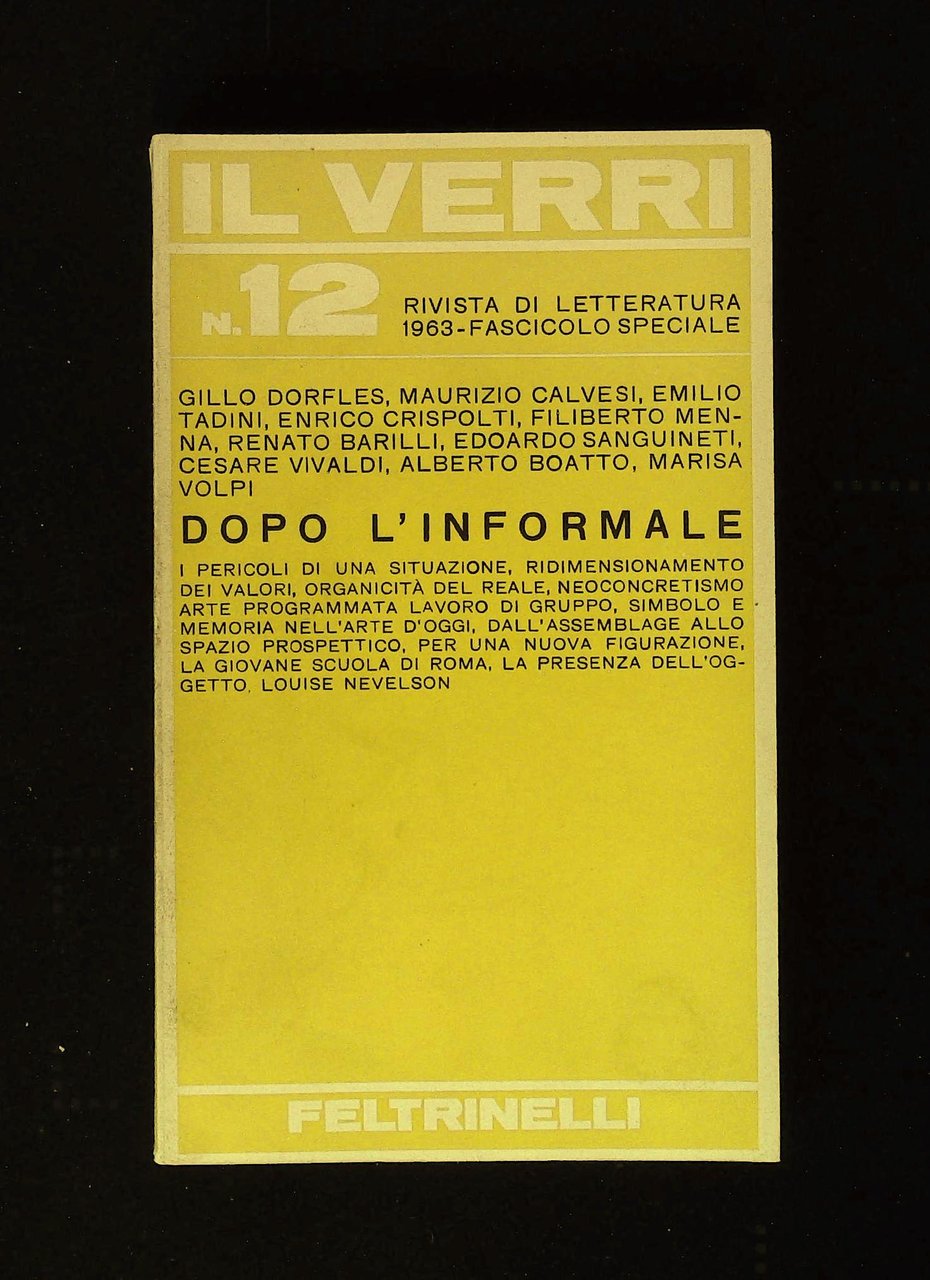 IL VERRI
N.12
RIVISTA DI LETTERATURA
1963-FASCICOLO SPECIALE
GILLO DORFLES, MAURIZIO CALVESI, EMILIO
TADINI, ENRICO CRISPOLTI, FILIBERTO MEN-
NA, RENATO BARILLI, EDOARDO SANGUINETI,
CESARE VIVALDI, ALBERTO BOATTO, MARISA
VOLPI
DOPO L'INFORMALE
I PERICOLI DI UNA SITUAZIONE, RIDIMENSIONAMENTO
DEI VALORI, ORGANICITÀ DEL REALE, NEOCONCRETISMO
ARTE PROGRAMMATA LAVORO DI GRUPPO, SIMBOLO E
MEMORIA NELL'ARTE D'OGGI, DALL'ASSEMBLAGE ALLO
SPAZIO PROSPETTICO, PER UNA NUOVA FIGURAZIONE,
LA GIOVANE SCUOLA DI ROMA, LA PRESENZA DELL'OG-
GETTO, LOUISE NEVELSON
FELTRINELLI